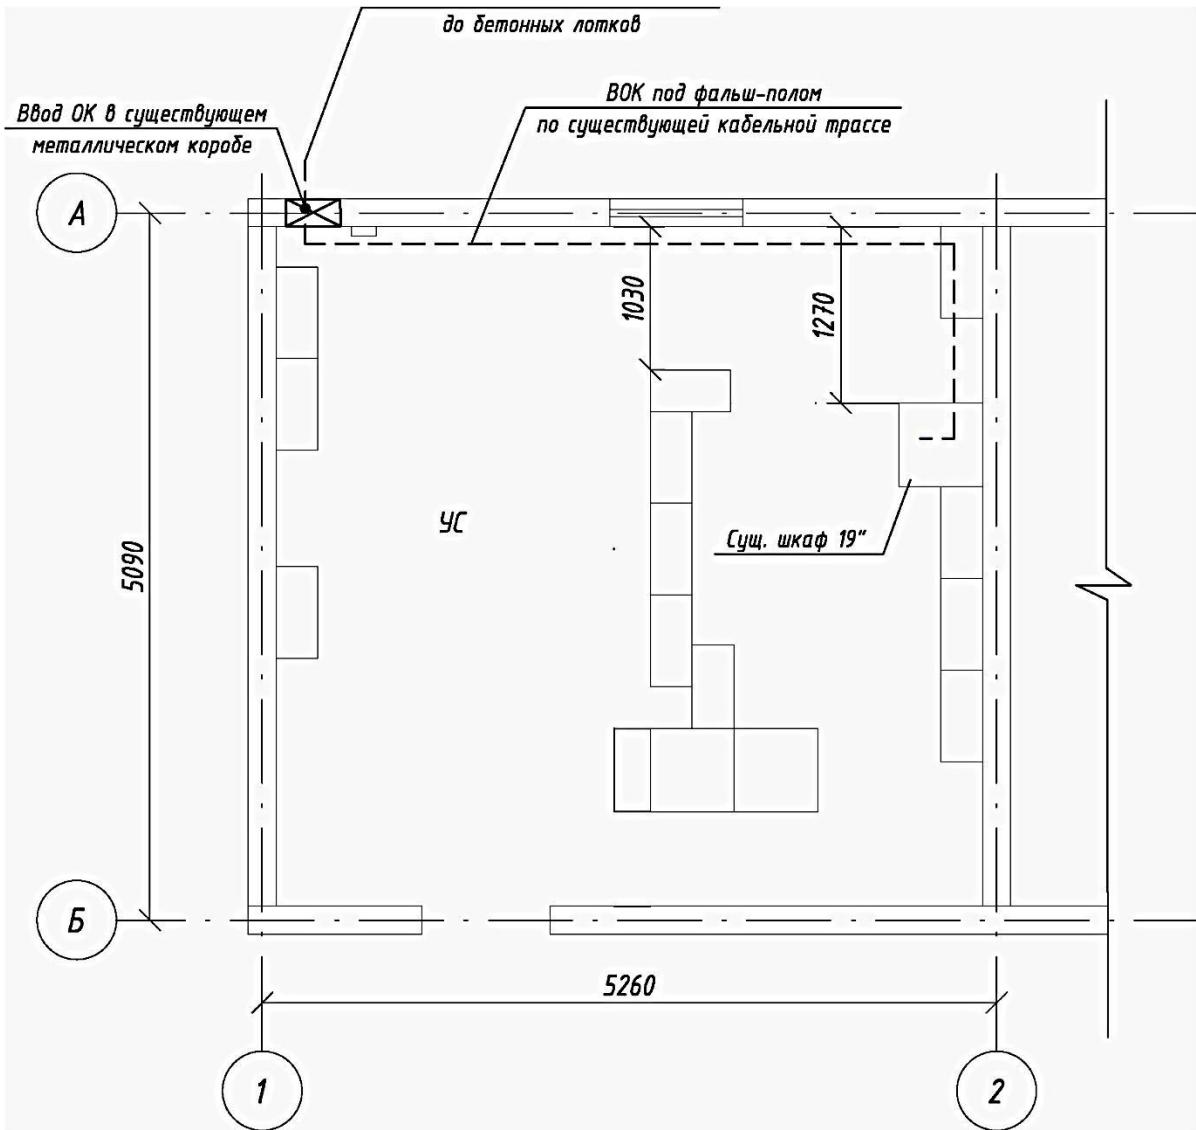 до бетонных лотков
ВОК под фальш-полом
по существующей кабельной трассе
Ввод ОК в существующем
металлическом коробе
А
1030
1270
УС
Сущ. шкаф 19"
5090
Б
5260
1
2